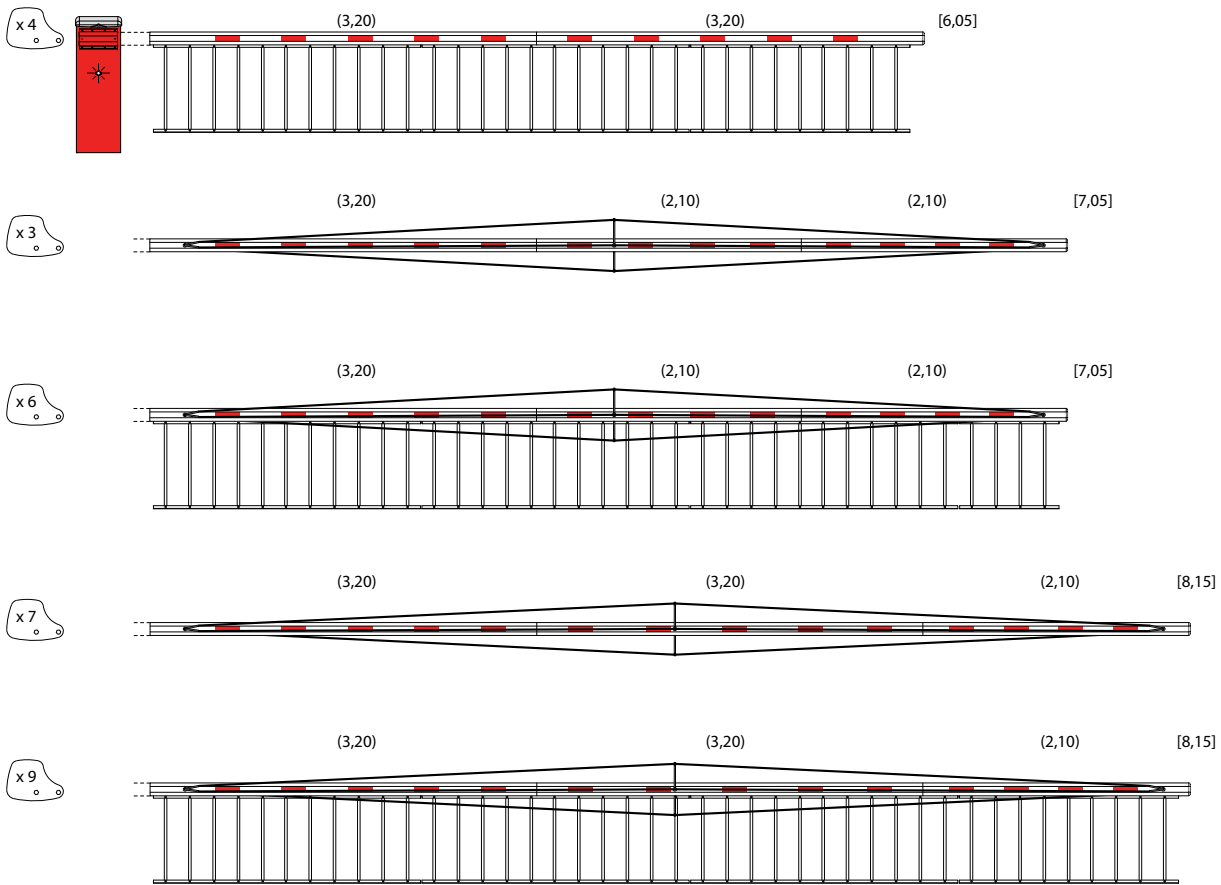 x 4 (3,20) (3,20) [6,05]
x 3 (3,20) (2,10) (2,10) [7,05]
x 6 (3,20) (2,10) (2,10) [7,05]
x 7 (3,20) (3,20) (2,10) [8,15]
x 9 (3,20) (3,20) (2,10) [8,15]